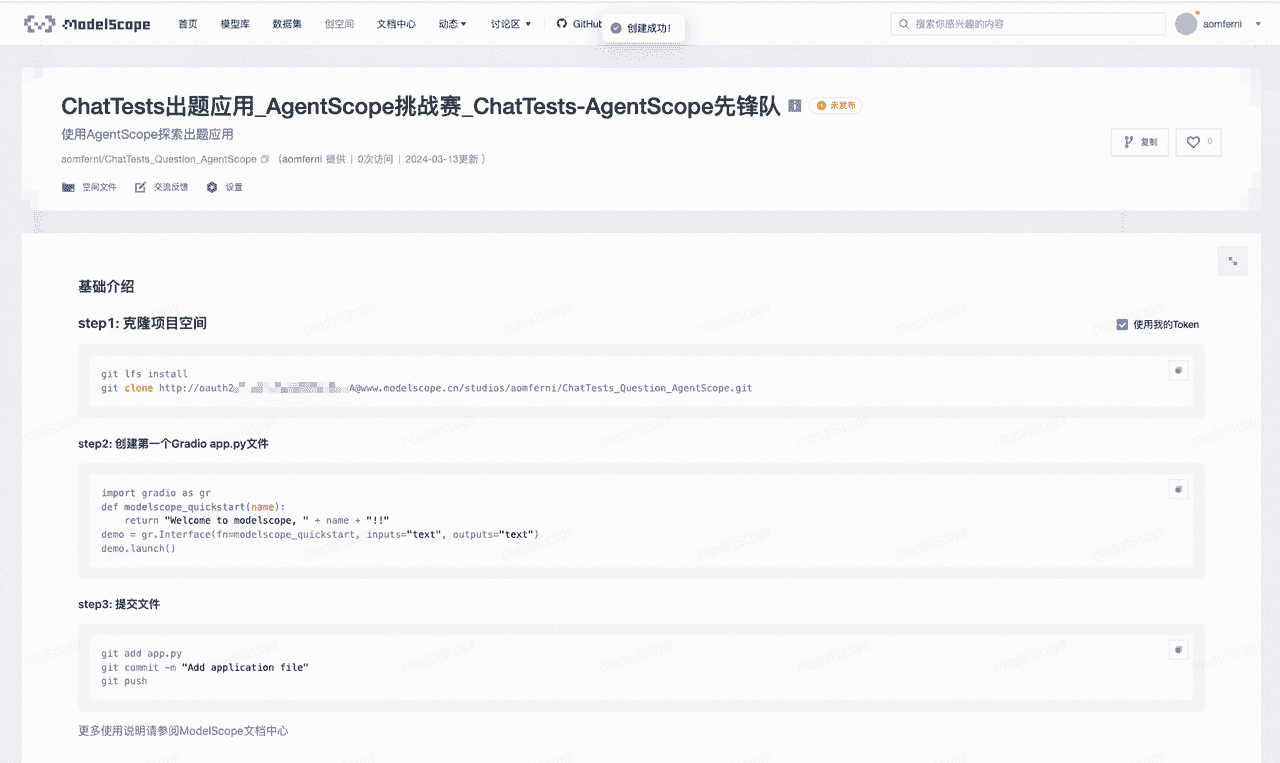 ModelScope 首页 模型库 数据集 创空间 文档中心 动态 讨论区 GitHub 创建成功! 搜索你感兴趣的内容 aomferni
ChatTests出题应用_AgentScope挑战赛_ChatTests-AgentScope先锋队 未发布
使用AgentScope探索出题应用
复制 0
aomferni/ChatTests_Question_AgentScope (aomferni 提供 | 0次访问 | 2024-03-13更新 )
空间文件 交流反馈 设置
基础介绍
step1: 克隆项目空间 使用我的Token
git lfs install
git clone http://oauth2 A@www.modelscope.cn/studios/aomferni/ChatTests_Question_AgentScope.git
step2: 创建第一个Gradio app.py文件
import gradio as gr
def modelscope_quickstart(name):
return "Welcome to modelscope, " + name + "!!"
demo = gr.Interface(fn=modelscope_quickstart, inputs="text", outputs="text")
demo.launch()
step3: 提交文件
git add app.py
git commit -m "Add application file"
git push
更多使用说明请参阅ModelScope文档中心